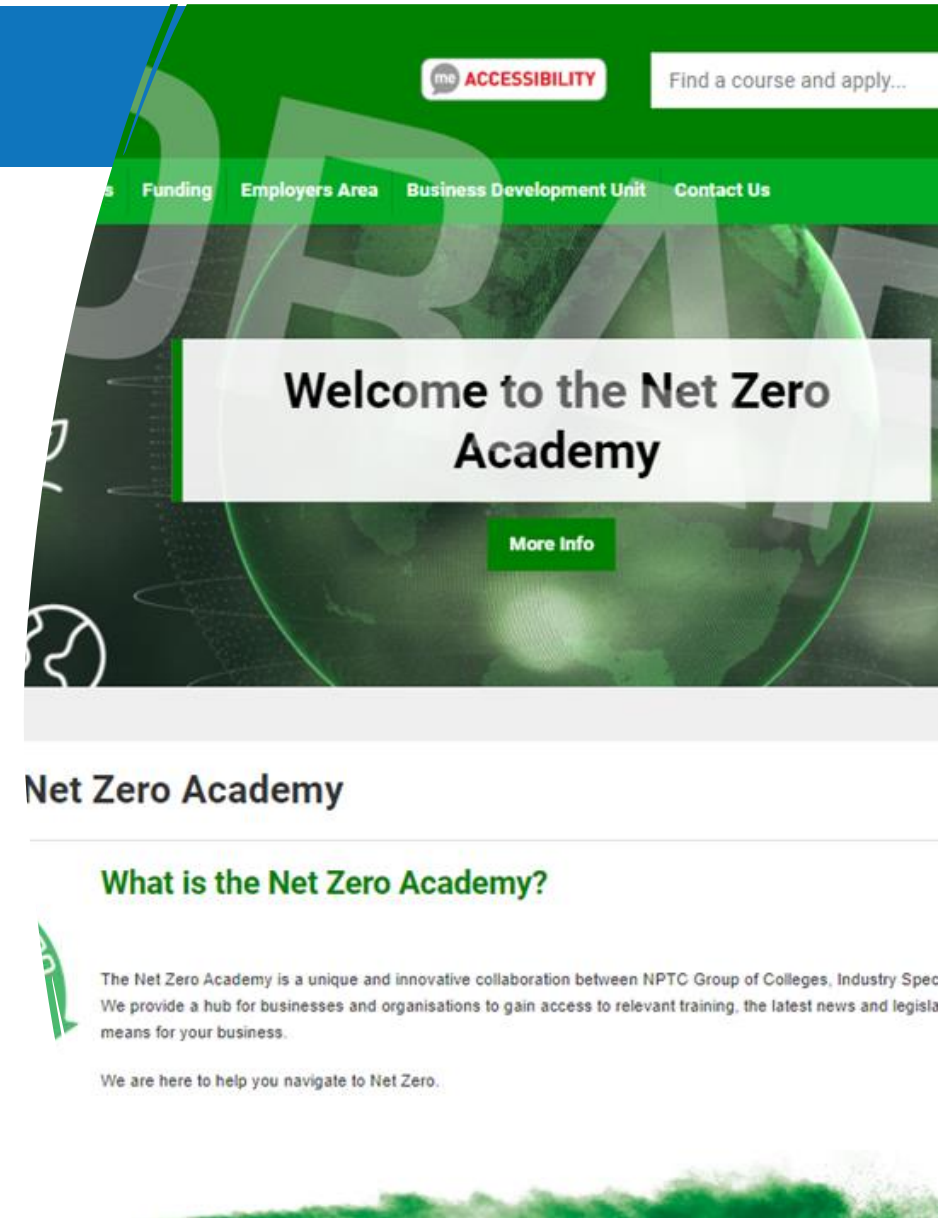 me ACCESSIBILITY
Find a course and apply...
s Funding Employers Area Business Development Unit Contact Us
DRAF
Welcome to the Net Zero
Academy
More Info
Net Zero Academy
What is the Net Zero Academy?
The Net Zero Academy is a unique and innovative collaboration between NPTC Group of Colleges, Industry Spec
We provide a hub for businesses and organisations to gain access to relevant training, the latest news and legisla
means for your business.
We are here to help you navigate to Net Zero.